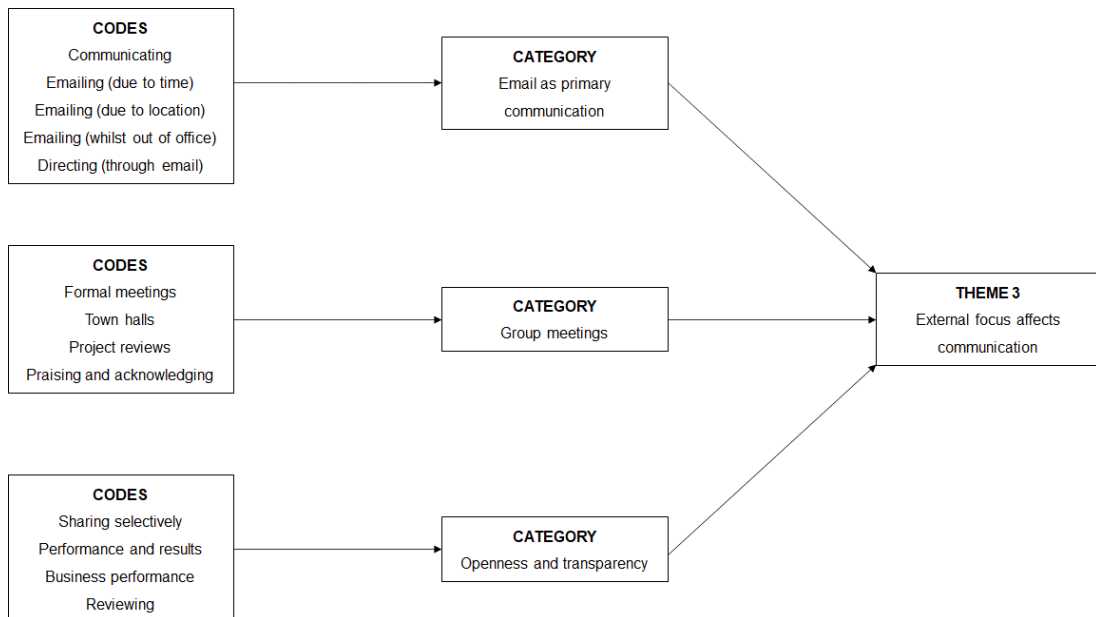 CODES
Communicating
Emailing (due to time)
Emailing (due to location)
Emailing (whilst out of office)
Directing (through email)
CATEGORY
Email as primary
communication
CODES
Formal meetings
Town halls
Project reviews
Praising and acknowledging
CATEGORY
Group meetings
THEME 3
External focus affects
communication
CODES
Sharing selectively
Performance and results
Business performance
Reviewing
CATEGORY
Openness and transparency